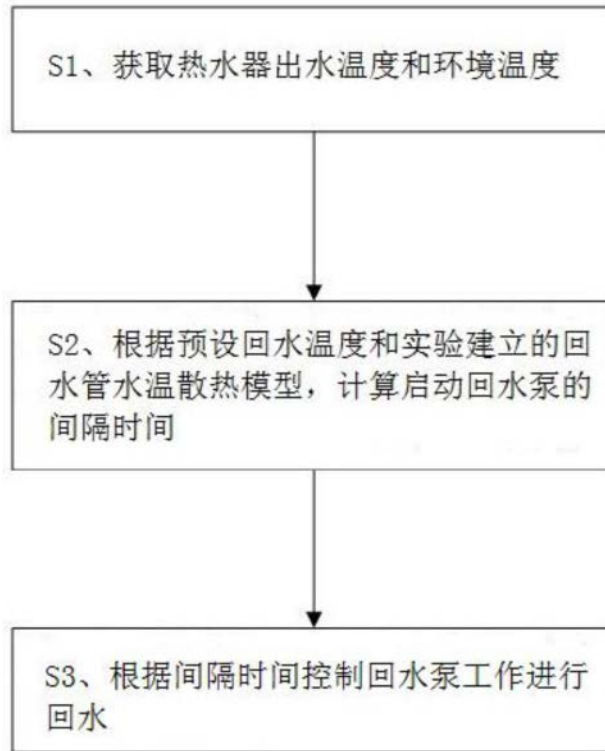 S1、获取热水器出水温度和环境温度
S2、根据预设回水温度和实验建立的回
水管水温散热模型，计算启动回水泵的
间隔时间
S3、根据间隔时间控制回水泵工作进行
回水